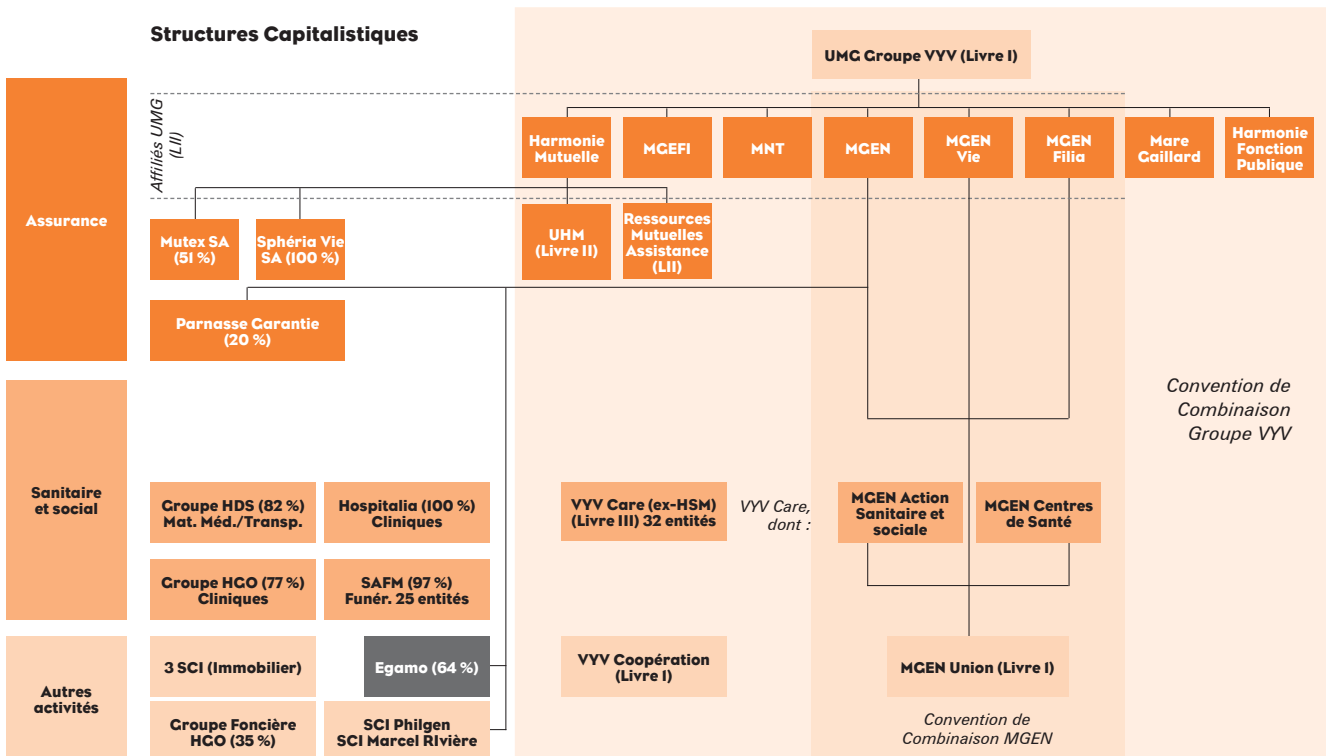 Structures Capitalistiques
UMG Groupe VYV (Livre I)
Assurance
Affiliés UMG
(LII)
Harmonie
Mutuelle
MGEFI
MNT
MGEN
MGEN
Vie
MGEN
Filia
Mare
Gaillard
Harmonie
Fonction
Publique
Mutex SA
(51 %)
Sphéria Vie
SA (100 %)
UHM
(Livre II)
Ressources
Mutuelles
Assistance
(LII)
Parnasse Garantie
(20 %)
Convention de
Combinaison
Groupe VYV
Sanitaire
et social
Groupe HDS (82 %)
Mat. Méd./Transp.
Hospitalia (100 %)
Cliniques
VYV Care (ex-HSM)
(Livre III) 32 entités
VYV Care,
dont :
MGEN Action
Sanitaire et
sociale
MGEN Centres
de Santé
Groupe HGO (77 %)
Cliniques
SAFM (97 %)
Funér. 25 entités
Autres
activités
3 SCI (Immobilier)
Egamo (64 %)
VYV Coopération
(Livre I)
MGEN Union (Livre I)
Groupe Foncière
HGO (35 %)
SCI Philgen
SCI Marcel RIvière
Convention de
Combinaison MGEN